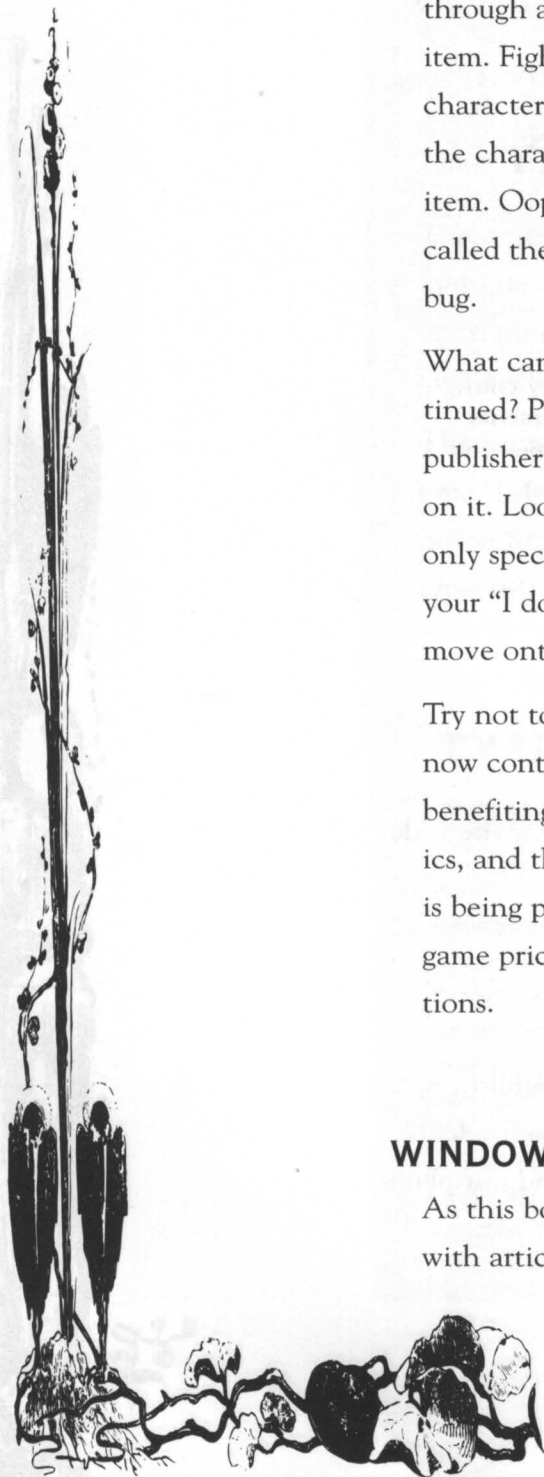 through a
item. Figh
character
the chara
item. Oop
called the
bug.
What car
tinued? P
publisher
on it. Loo
only spec
your “I do
move ont
Try not to
now cont
benefiting
ics, and th
is being p
game pric
tions.
WINDOW
As this bo
with artic